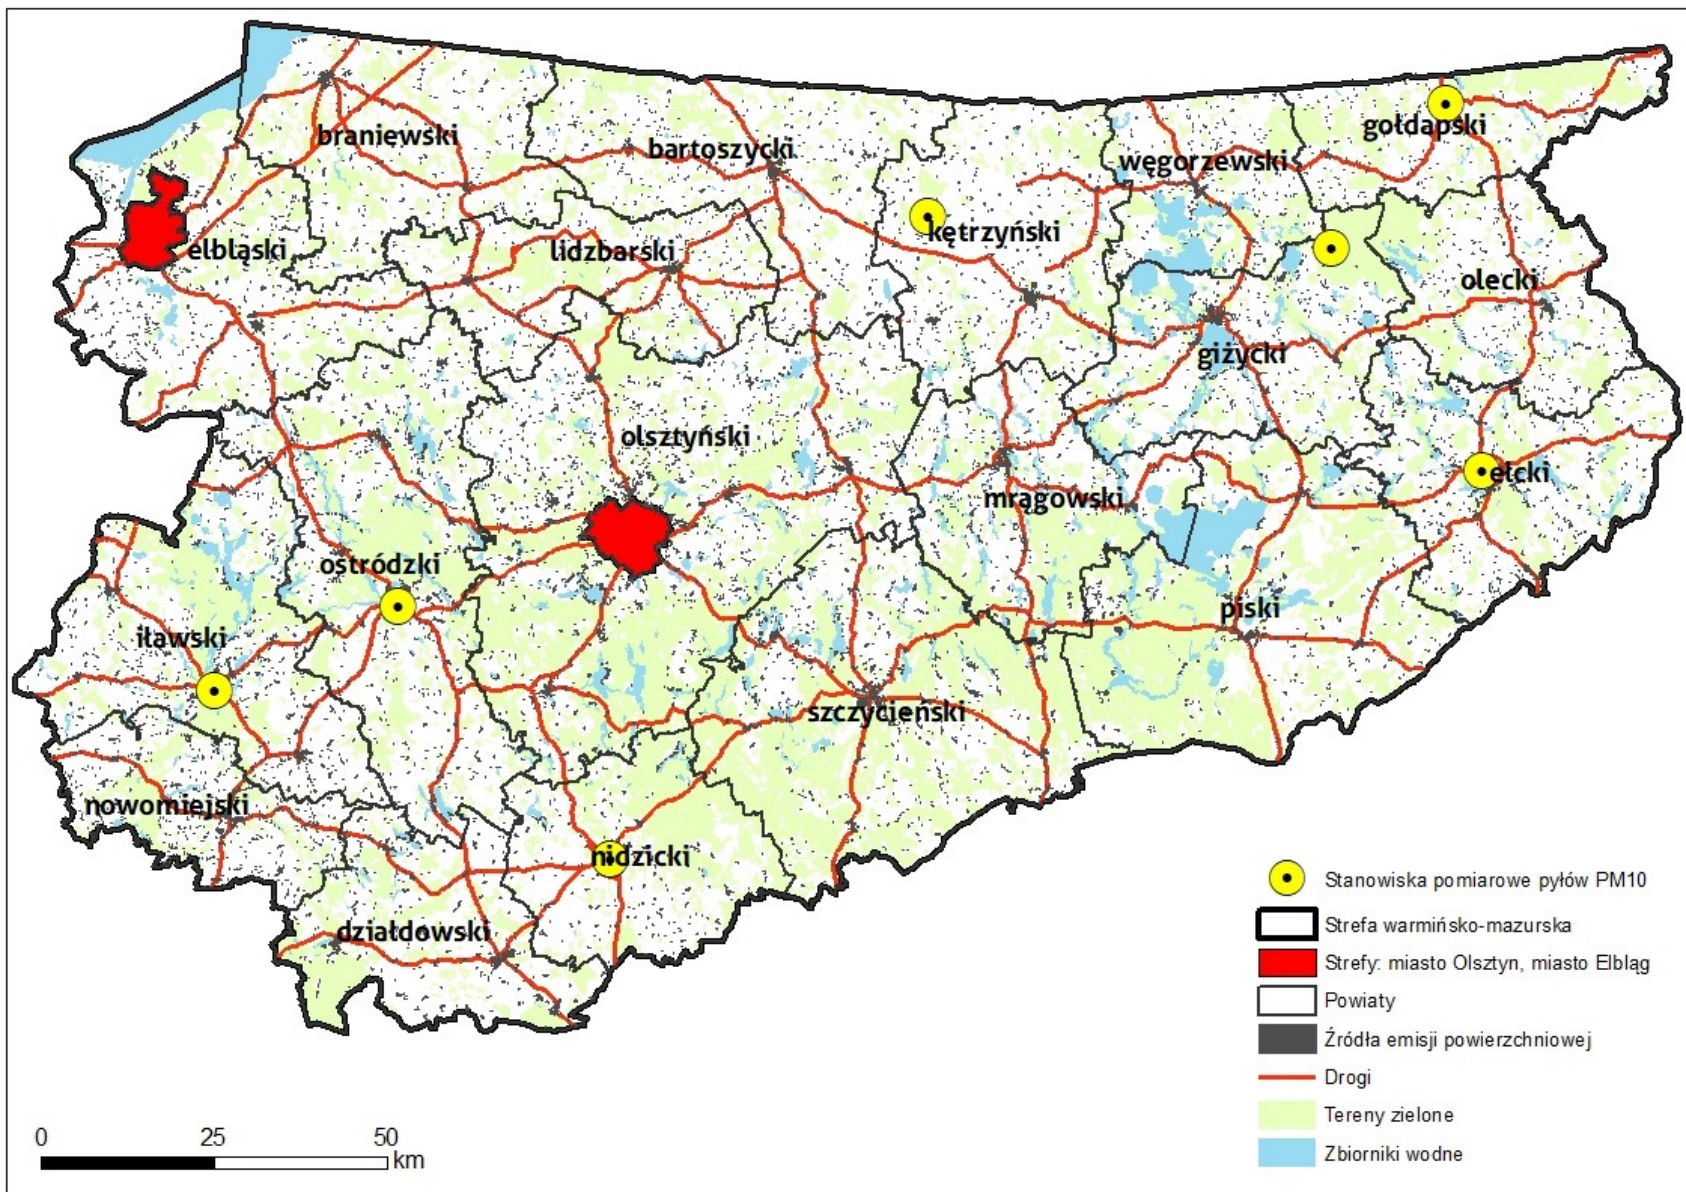 braniewski
bartoszycki
gołdapski
węgorzewski
elbląski
lidzbarski
kętrzyński
olecki
giżycki
olsztyński
mrągowski
ełcki
ostródzki
iławski
piski
szczycieński
nowomiejski
nidzicki
działdowski
Stanowiska pomiarowe pyłów PM10
Strefa warmińsko-mazurska
Strefy: miasto Olsztyn, miasto Elbląg
Powiaty
Źródła emisji powierzchniowej
Drogi
Tereny zielone
Zbiorniki wodne
0 25 50
km